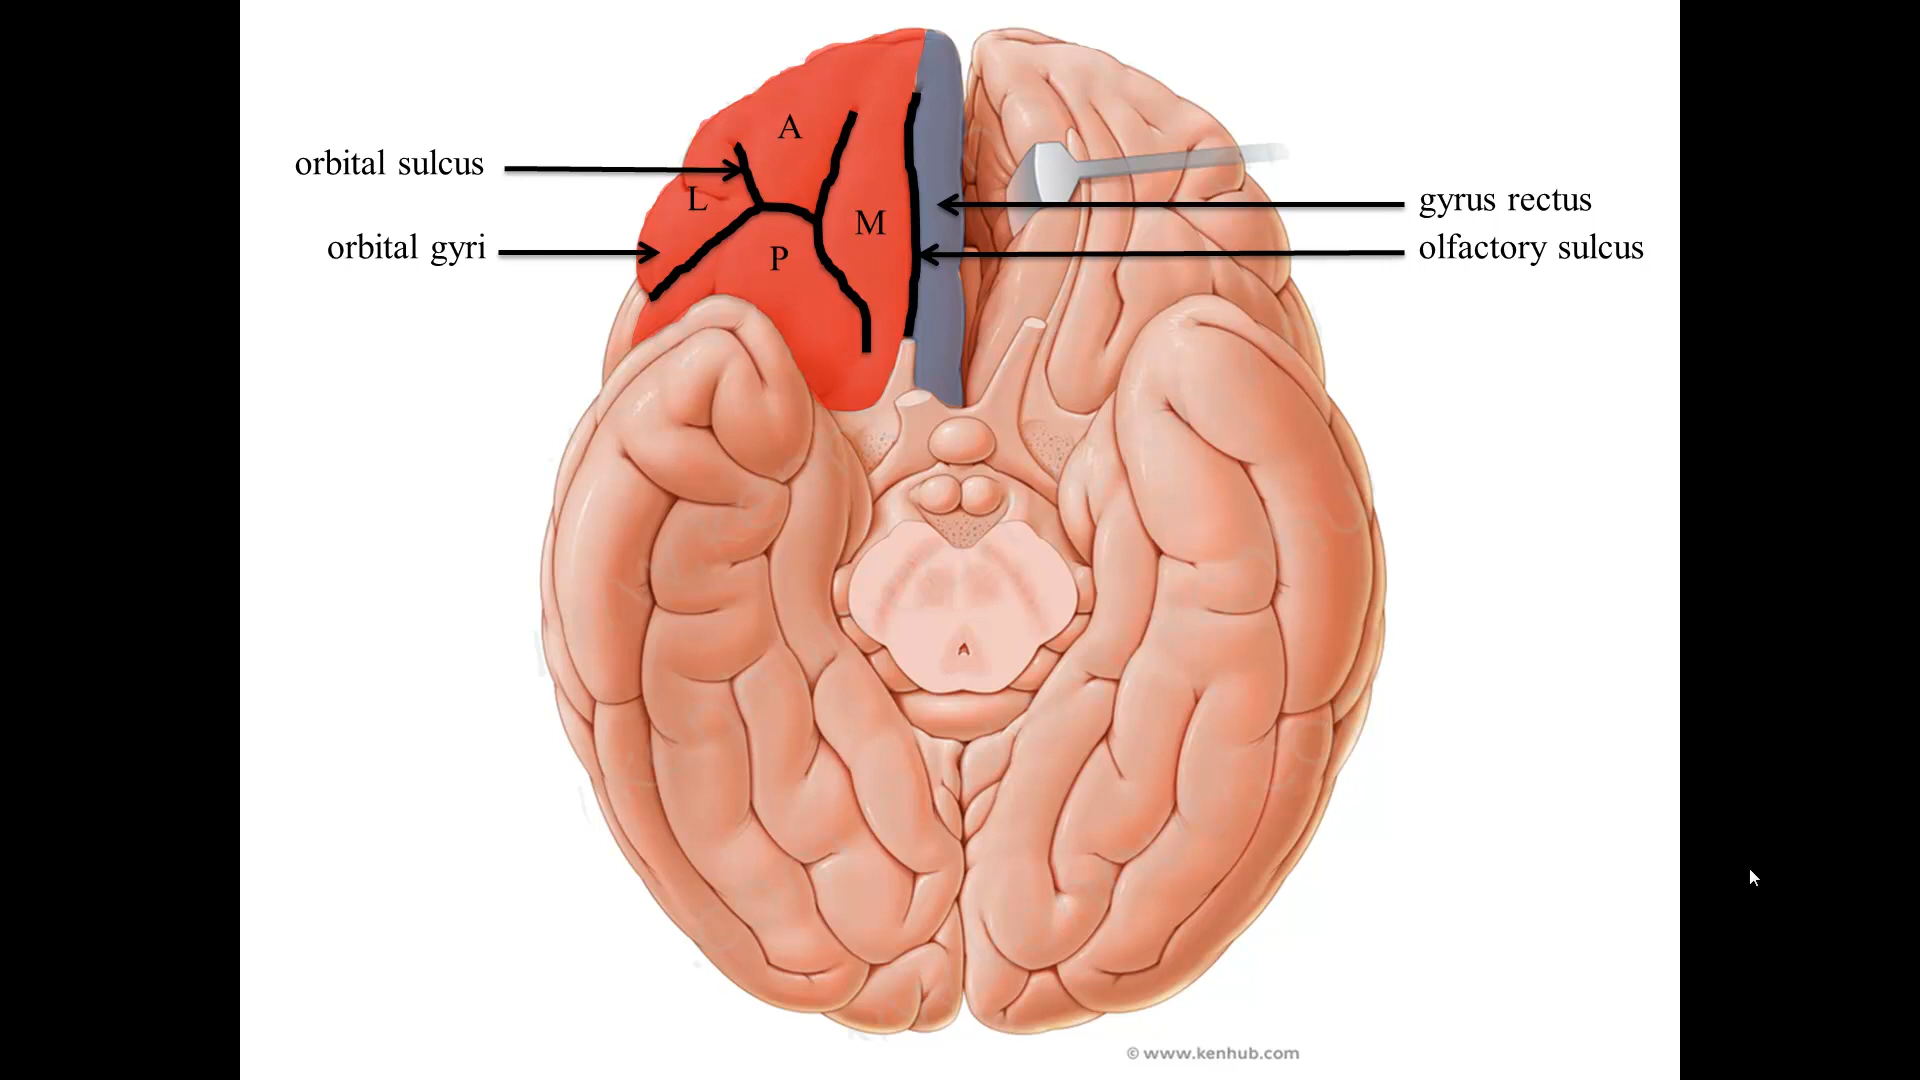 A
orbital sulcus
L
gyrus rectus
M
orbital gyri
P
olfactory sulcus
© www.kenhub.com